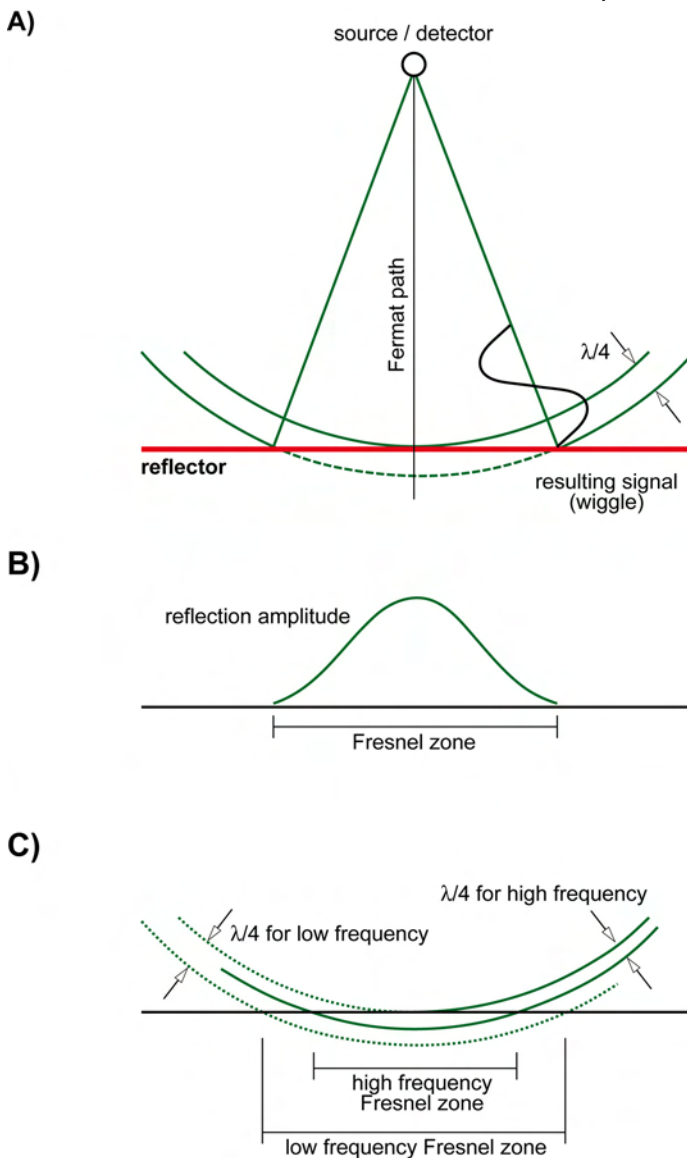 A)
source / detector
Fermat path
λ/4
reflector
resulting signal
(wiggle)
B)
reflection amplitude
Fresnel zone
C)
λ/4 for high frequency
λ/4 for low frequency
high frequency
Fresnel zone
low frequency Fresnel zone